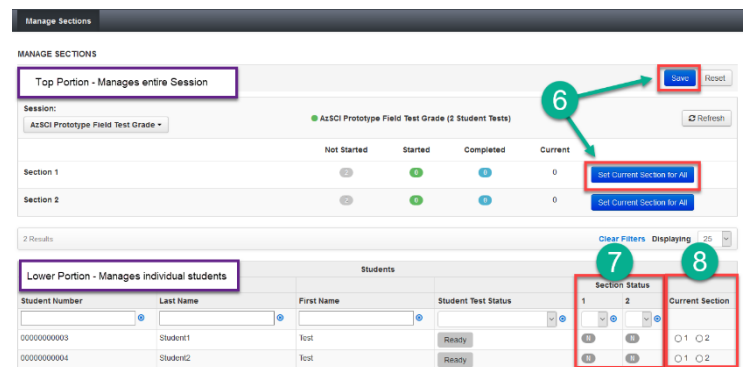 Manage Sections
MANAGE SECTIONS
Top Portion - Manages entire Session
Save Reset
6
Session:
AzSCI Prototype Field Test Grade
AzSCI Prototype Field Test Grade (2 Student Tests)
Refresh
Not Started Started Completed Current
Section 1 2 0 0 0 Set Current Section for All
Section 2 2 0 0 0 Set Current Section for All
2 Results Clear Filters Displaying 25
7 8
Lower Portion - Manages individual students
Students
Section Status
Student Number Last Name First Name Student Test Status 1 2 Current Section
00000000003 Student1 Test Ready N N 1 2
00000000004 Student2 Test Ready N N 1 2